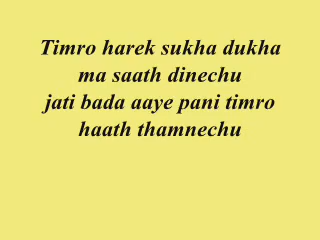 Timro harek sukha dukha
ma saath dinechu
jati bada aaye pani timro
haath thamnechu